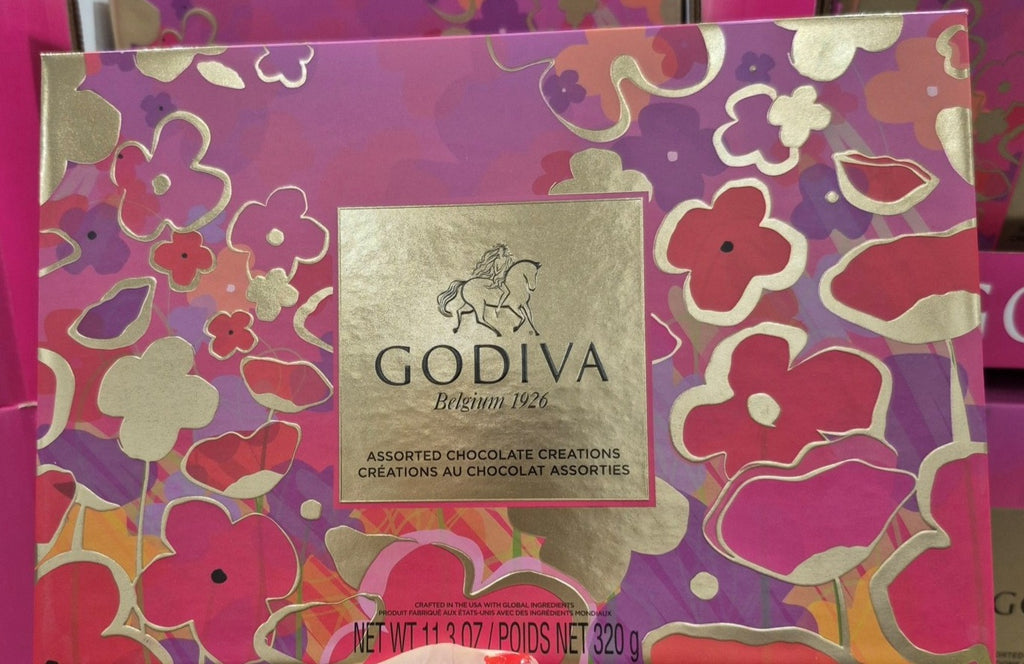 GODIVA
Belgium 1926
ASSORTED CHOCOLATE CREATIONS
CRÉATIONS AU CHOCOLAT ASSORTIES
CRAFTED IN THE USA WITH GLOBAL INGREDIENTS
PRODUIT FABRIQUÉ AUX ÉTATS-UNIS AVEC DES INGRÉDIENTS MONDIAUX
NET WT 11.3 OZ / POIDS NET 320 g